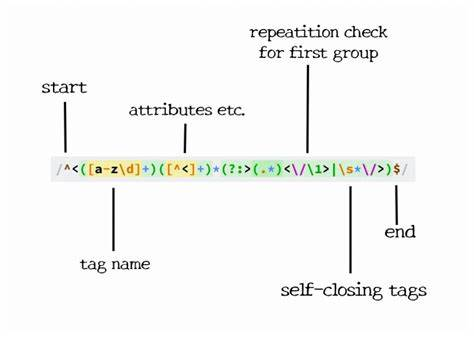 repeatition check
for first group
start
attributes etc.
/^<([a-z\d]+)([^<]+)*(?:>(.*)<\/\1>|\s*\/>)$/
end
tag name
self-closing tags